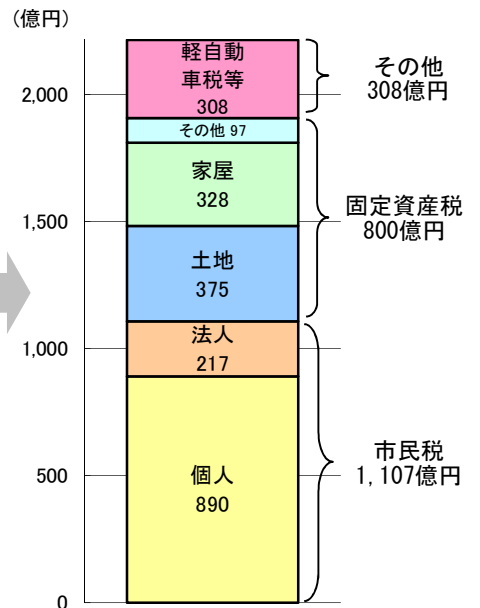 (億円)
2,000
1,500
1,000
500
0
軽自動
車税等
308
その他 97
家屋
328
土地
375
法人
217
個人
890
その他
308億円
固定資産税
800億円
市民税
1,107億円